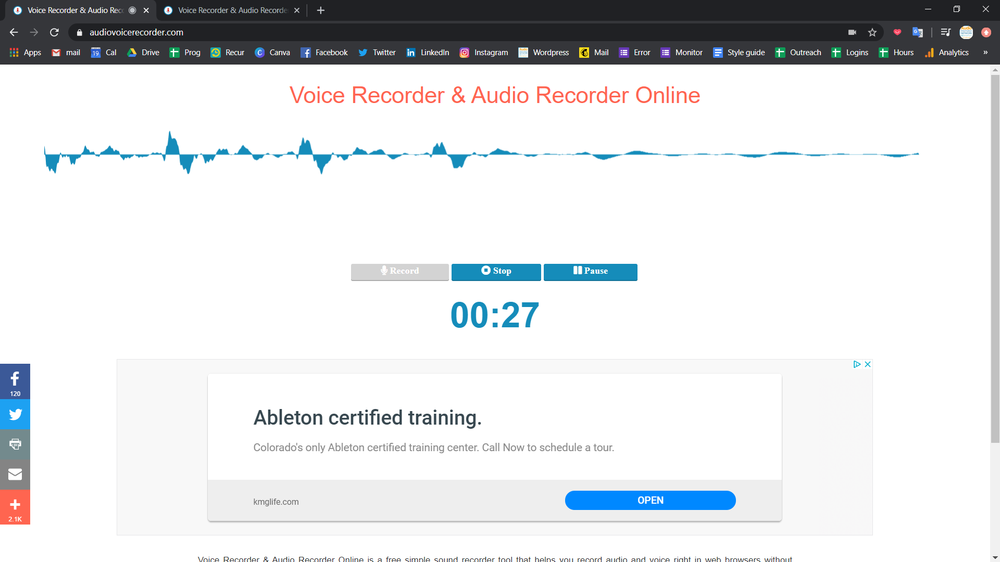 Voice Recorder & Audio Rec
Voice Recorder & Audio Recorde
audiovoicerecorder.com
Apps mail 19 Cal Drive Prog Recur Canva Facebook Twitter LinkedIn Instagram Wordpress Mail Error Monitor Style guide Outreach Logins Hours Analytics »
Voice Recorder & Audio Recorder Online
Record Stop Pause
00:27
120
2.1K
Ableton certified training.
Colorado's only Ableton certified training center. Call Now to schedule a tour.
kmglife.com
OPEN
Voice Recorder & Audio Recorder Online is a free simple sound recorder tool that helps you record audio and voice right in web browsers without